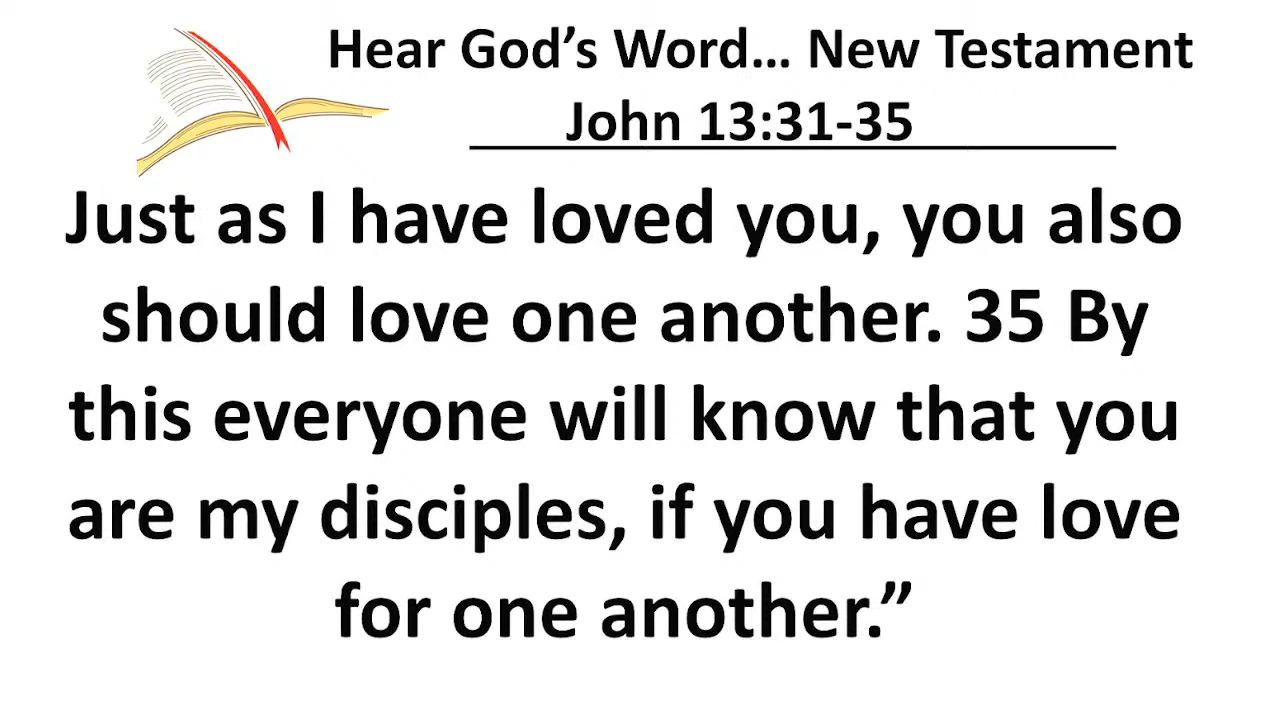 Hear God’s Word… New Testament
John 13:31-35
Just as I have loved you, you also
should love one another. 35 By
this everyone will know that you
are my disciples, if you have love
for one another.”